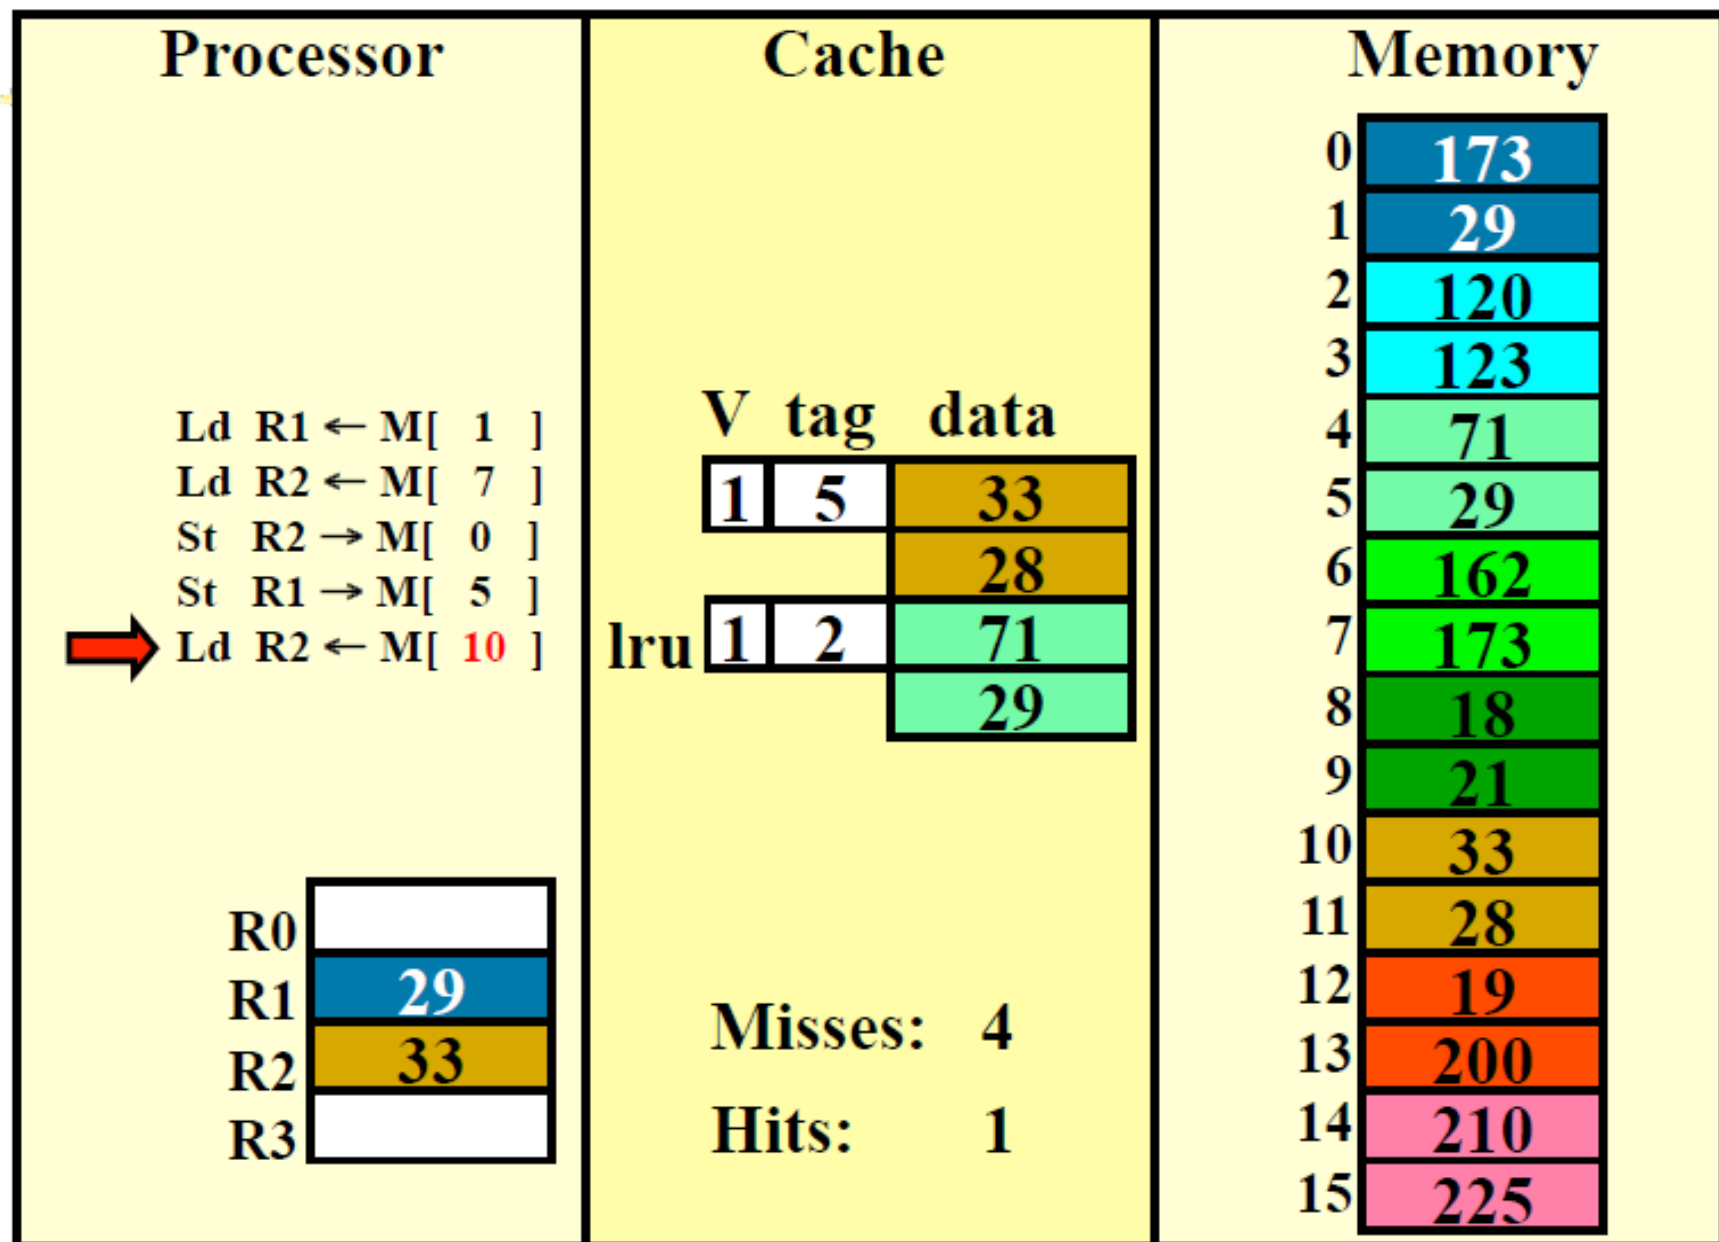 Processor
Ld R1 ← M[ 1 ]
Ld R2 ← M[ 7 ]
St R2 → M[ 0 ]
St R1 → M[ 5 ]
Ld R2 ← M[ 10 ]
R0
R1 29
R2 33
R3
Cache
V tag data
1 5 33
28
lru 1 2 71
29
Misses: 4
Hits: 1
Memory
0 173
1 29
2 120
3 123
4 71
5 29
6 162
7 173
8 18
9 21
10 33
11 28
12 19
13 200
14 210
15 225